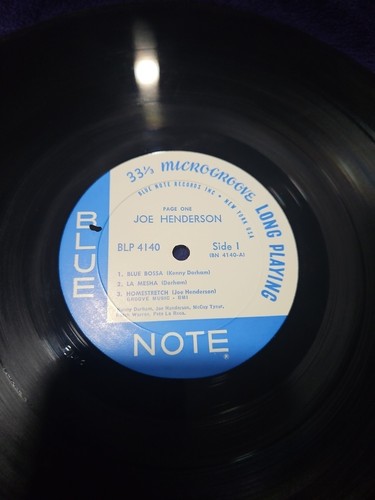 33⅓ MICROGROOVE LONG PLAYING
BLUE NOTE RECORDS INC • NEW YORK USA
PAGE ONE
JOE HENDERSON
BLP 4140
Side 1
(BN 4140-A)
1. BLUE BOSSA (Kenny Dorham)
2. LA MESHA (Dorham)
3. HOMESTRETCH (Joe Henderson)
GROOVE MUSIC - BMI
Kenny Dorham, Joe Henderson, McCoy Tyner,
Butch Warren, Pete La Roca.
BLUE
NOTE
®